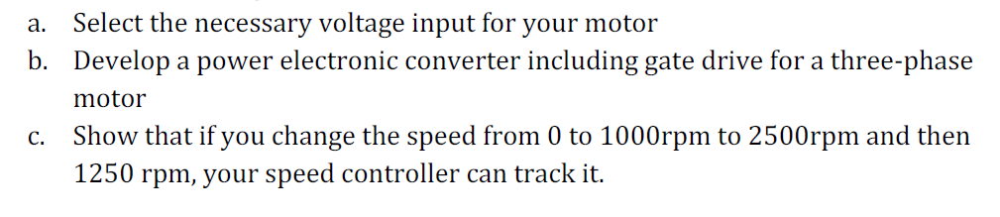 a. Select the necessary voltage input for your motor
b. Develop a power electronic converter including gate drive for a three-phase
motor
c. Show that if you change the speed from 0 to 1000rpm to 2500rpm and then
1250 rpm, your speed controller can track it.